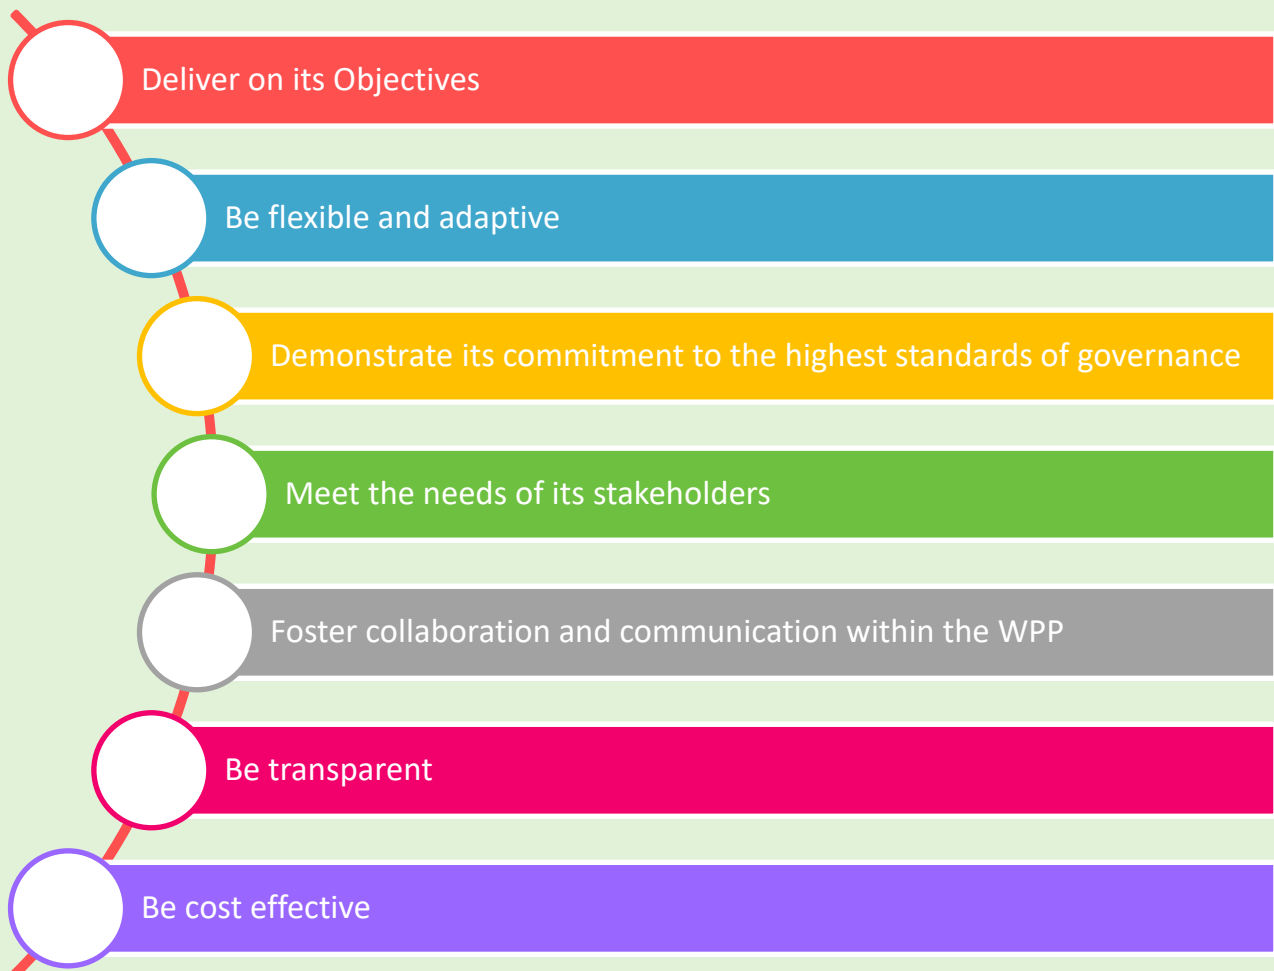 Deliver on its Objectives
Be flexible and adaptive
Demonstrate its commitment to the highest standards of governance
Meet the needs of its stakeholders
Foster collaboration and communication within the WPP
Be transparent
Be cost effective